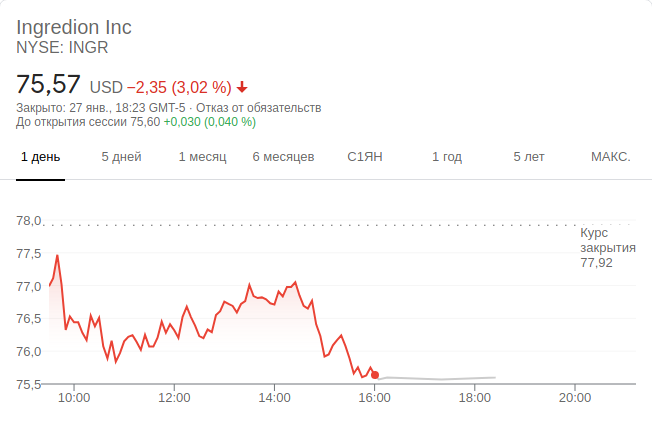 Ingredion Inc
NYSE: INGR
75,57 USD −2,35 (3,02 %)
Закрыто: 27 янв., 18:23 GMT-5 · Отказ от обязательств
До открытия сессии 75,60 +0,030 (0,040 %)
1 день 5 дней 1 месяц 6 месяцев С1ЯН 1 год 5 лет МАКС.
78,0
Курс
закрытия
77,92
77,5
77,0
76,5
76,0
75,5
10:00 12:00 14:00 16:00 18:00 20:00